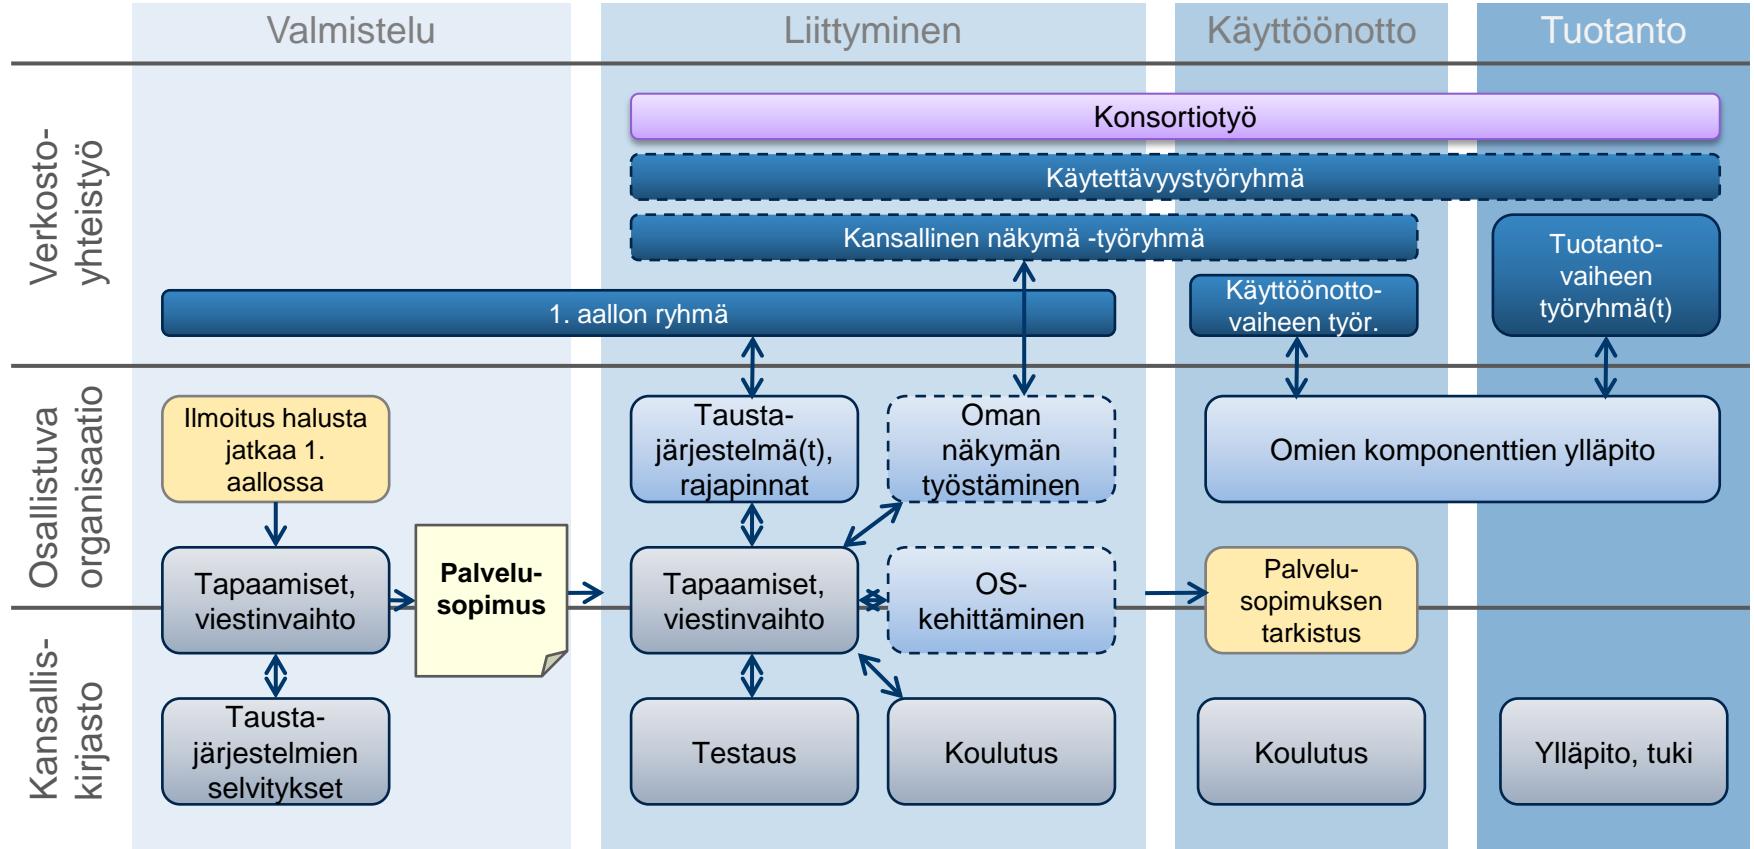 Valmistelu
Liittyminen
Käyttöönotto
Tuotanto
Verkosto-
yhteistyö
Konsortiotyö
Käytettävyystyöryhmä
Kansallinen näkymä -työryhmä
1. aallon ryhmä
Käyttöönotto-
vaiheen työr.
Tuotanto-
vaiheen
työryhmä(t)
Osallistuva
organisaatio
Ilmoitus halusta
jatkaa 1.
aallossa
Tausta-
järjestelmä(t),
rajapinnat
Oman
näkymän
työstäminen
Omien komponenttien ylläpito
Tapaamiset,
viestinvaihto
Palvelu-
sopimus
Tapaamiset,
viestinvaihto
OS-
kehittäminen
Palvelu-
sopimuksen
tarkistus
Kansallis-
kirjasto
Tausta-
järjestelmien
selvitykset
Testaus
Koulutus
Koulutus
Ylläpito, tuki